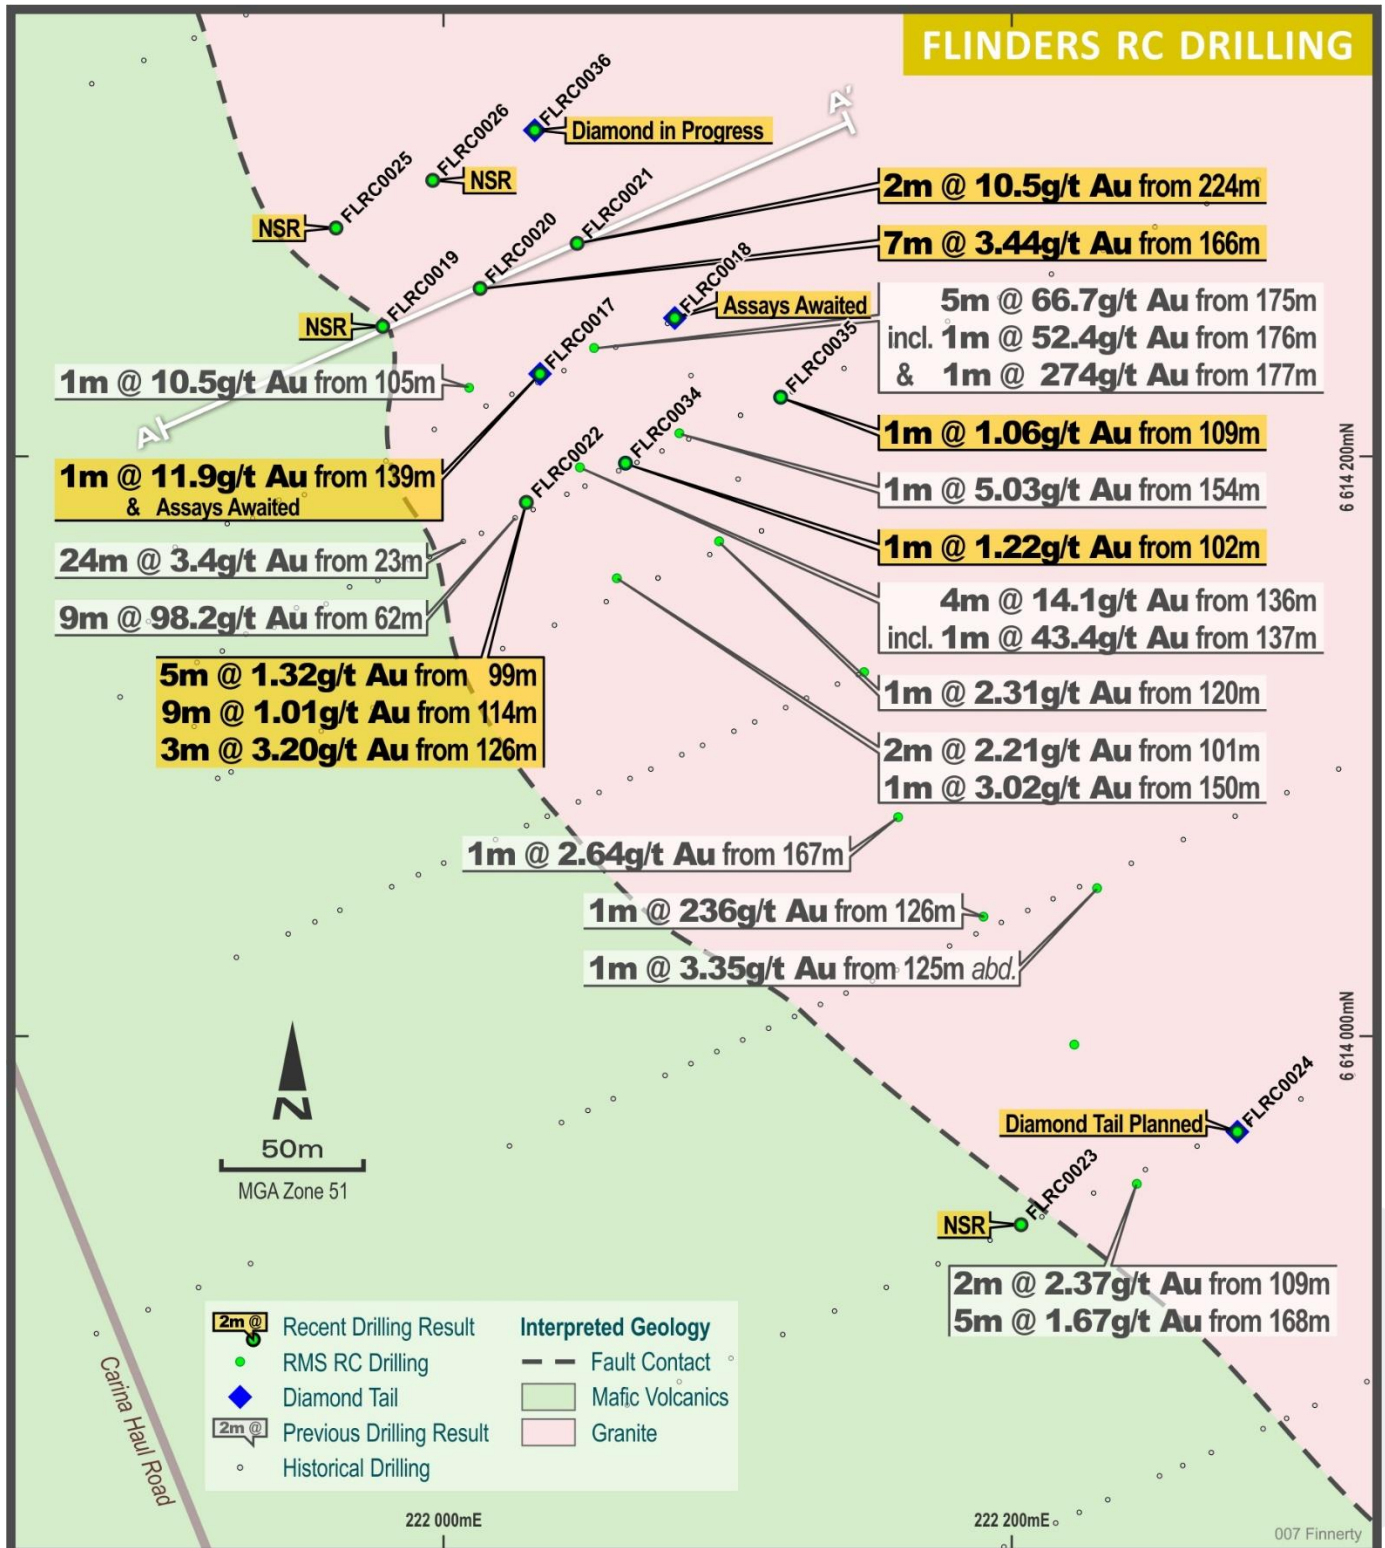 FLINDERS RC DRILLING
FLRC0036
Diamond in Progress
A'
FLRC0026
NSR
FLRC0025
NSR
FLRC0021
2m @ 10.5g/t Au from 224m
FLRC0020
7m @ 3.44g/t Au from 166m
FLRC0019
NSR
FLRC0018
Assays Awaited
5m @ 66.7g/t Au from 175m
incl. 1m @ 52.4g/t Au from 176m
& 1m @ 274g/t Au from 177m
FLRC0017
1m @ 10.5g/t Au from 105m
A
FLRC0035
1m @ 1.06g/t Au from 109m
FLRC0034
6 614 200mN
1m @ 11.9g/t Au from 139m
& Assays Awaited
FLRC0022
1m @ 5.03g/t Au from 154m
24m @ 3.4g/t Au from 23m
1m @ 1.22g/t Au from 102m
9m @ 98.2g/t Au from 62m
4m @ 14.1g/t Au from 136m
incl. 1m @ 43.4g/t Au from 137m
5m @ 1.32g/t Au from 99m
9m @ 1.01g/t Au from 114m
3m @ 3.20g/t Au from 126m
1m @ 2.31g/t Au from 120m
2m @ 2.21g/t Au from 101m
1m @ 3.02g/t Au from 150m
1m @ 2.64g/t Au from 167m
1m @ 236g/t Au from 126m
1m @ 3.35g/t Au from 125m abd.
6 614 000mN
N
50m
MGA Zone 51
FLRC0024
Diamond Tail Planned
FLRC0023
NSR
2m @ 2.37g/t Au from 109m
5m @ 1.67g/t Au from 168m
Carina Haul Road
2m @
Recent Drilling Result
RMS RC Drilling
Diamond Tail
2m @
Previous Drilling Result
Historical Drilling
Interpreted Geology
Fault Contact
Mafic Volcanics
Granite
222 000mE
222 200mE
007 Finnerty